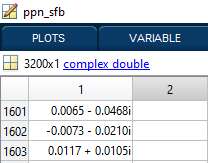 ppn_sfb
PLOTS VARIABLE
3200x1 complex double
1 2
1601 0.0065 - 0.0468i
1602 -0.0073 - 0.0210i
1603 0.0117 + 0.0105i